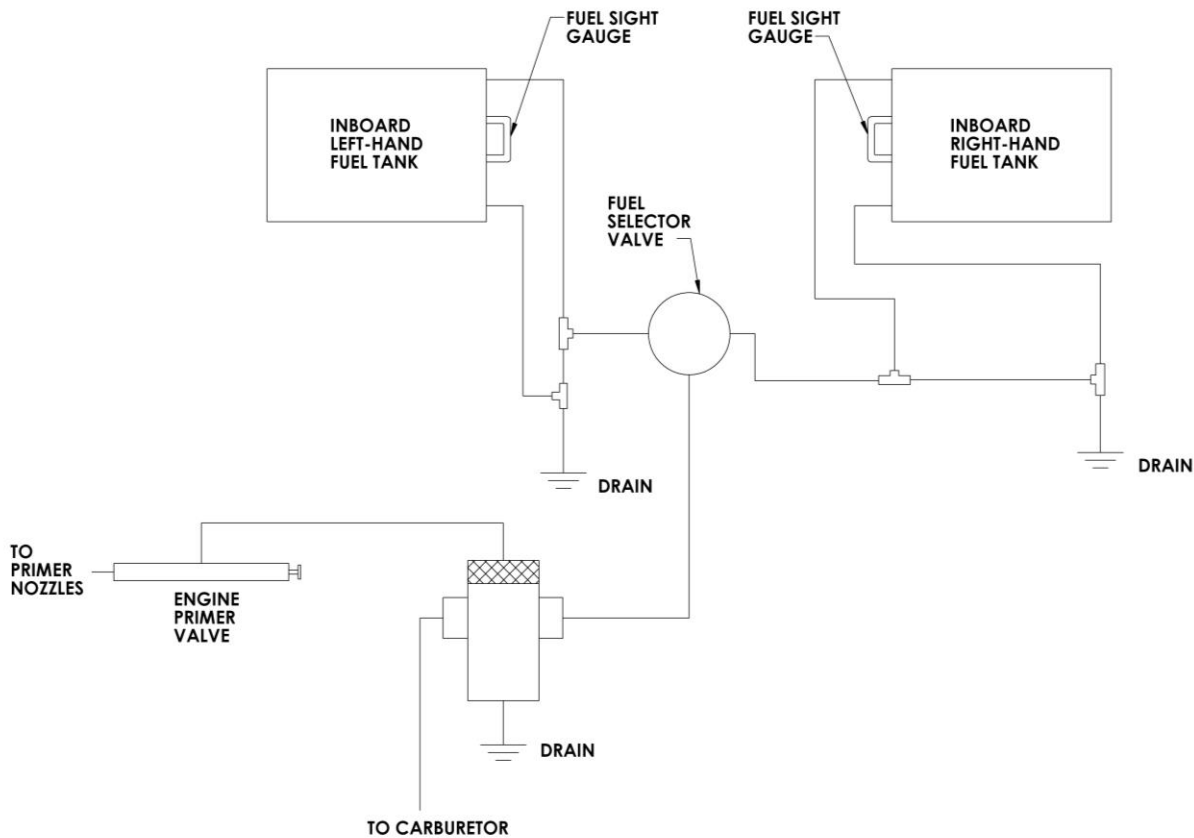 FUEL SIGHT
GAUGE
FUEL SIGHT
GAUGE
INBOARD
LEFT-HAND
FUEL TANK
INBOARD
RIGHT-HAND
FUEL TANK
FUEL
SELECTOR
VALVE
DRAIN
DRAIN
TO
PRIMER
NOZZLES
ENGINE
PRIMER
VALVE
DRAIN
TO CARBURETOR